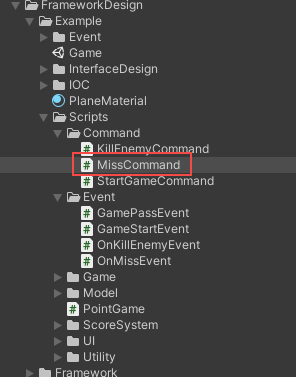 FrameworkDesign
Example
Event
Game
InterfaceDesign
IOC
PlaneMaterial
Scripts
Command
KillEnemyCommand
MissCommand
StartGameCommand
Event
GamePassEvent
GameStartEvent
OnKillEnemyEvent
OnMissEvent
Game
Model
PointGame
ScoreSystem
UI
Utility
Framework